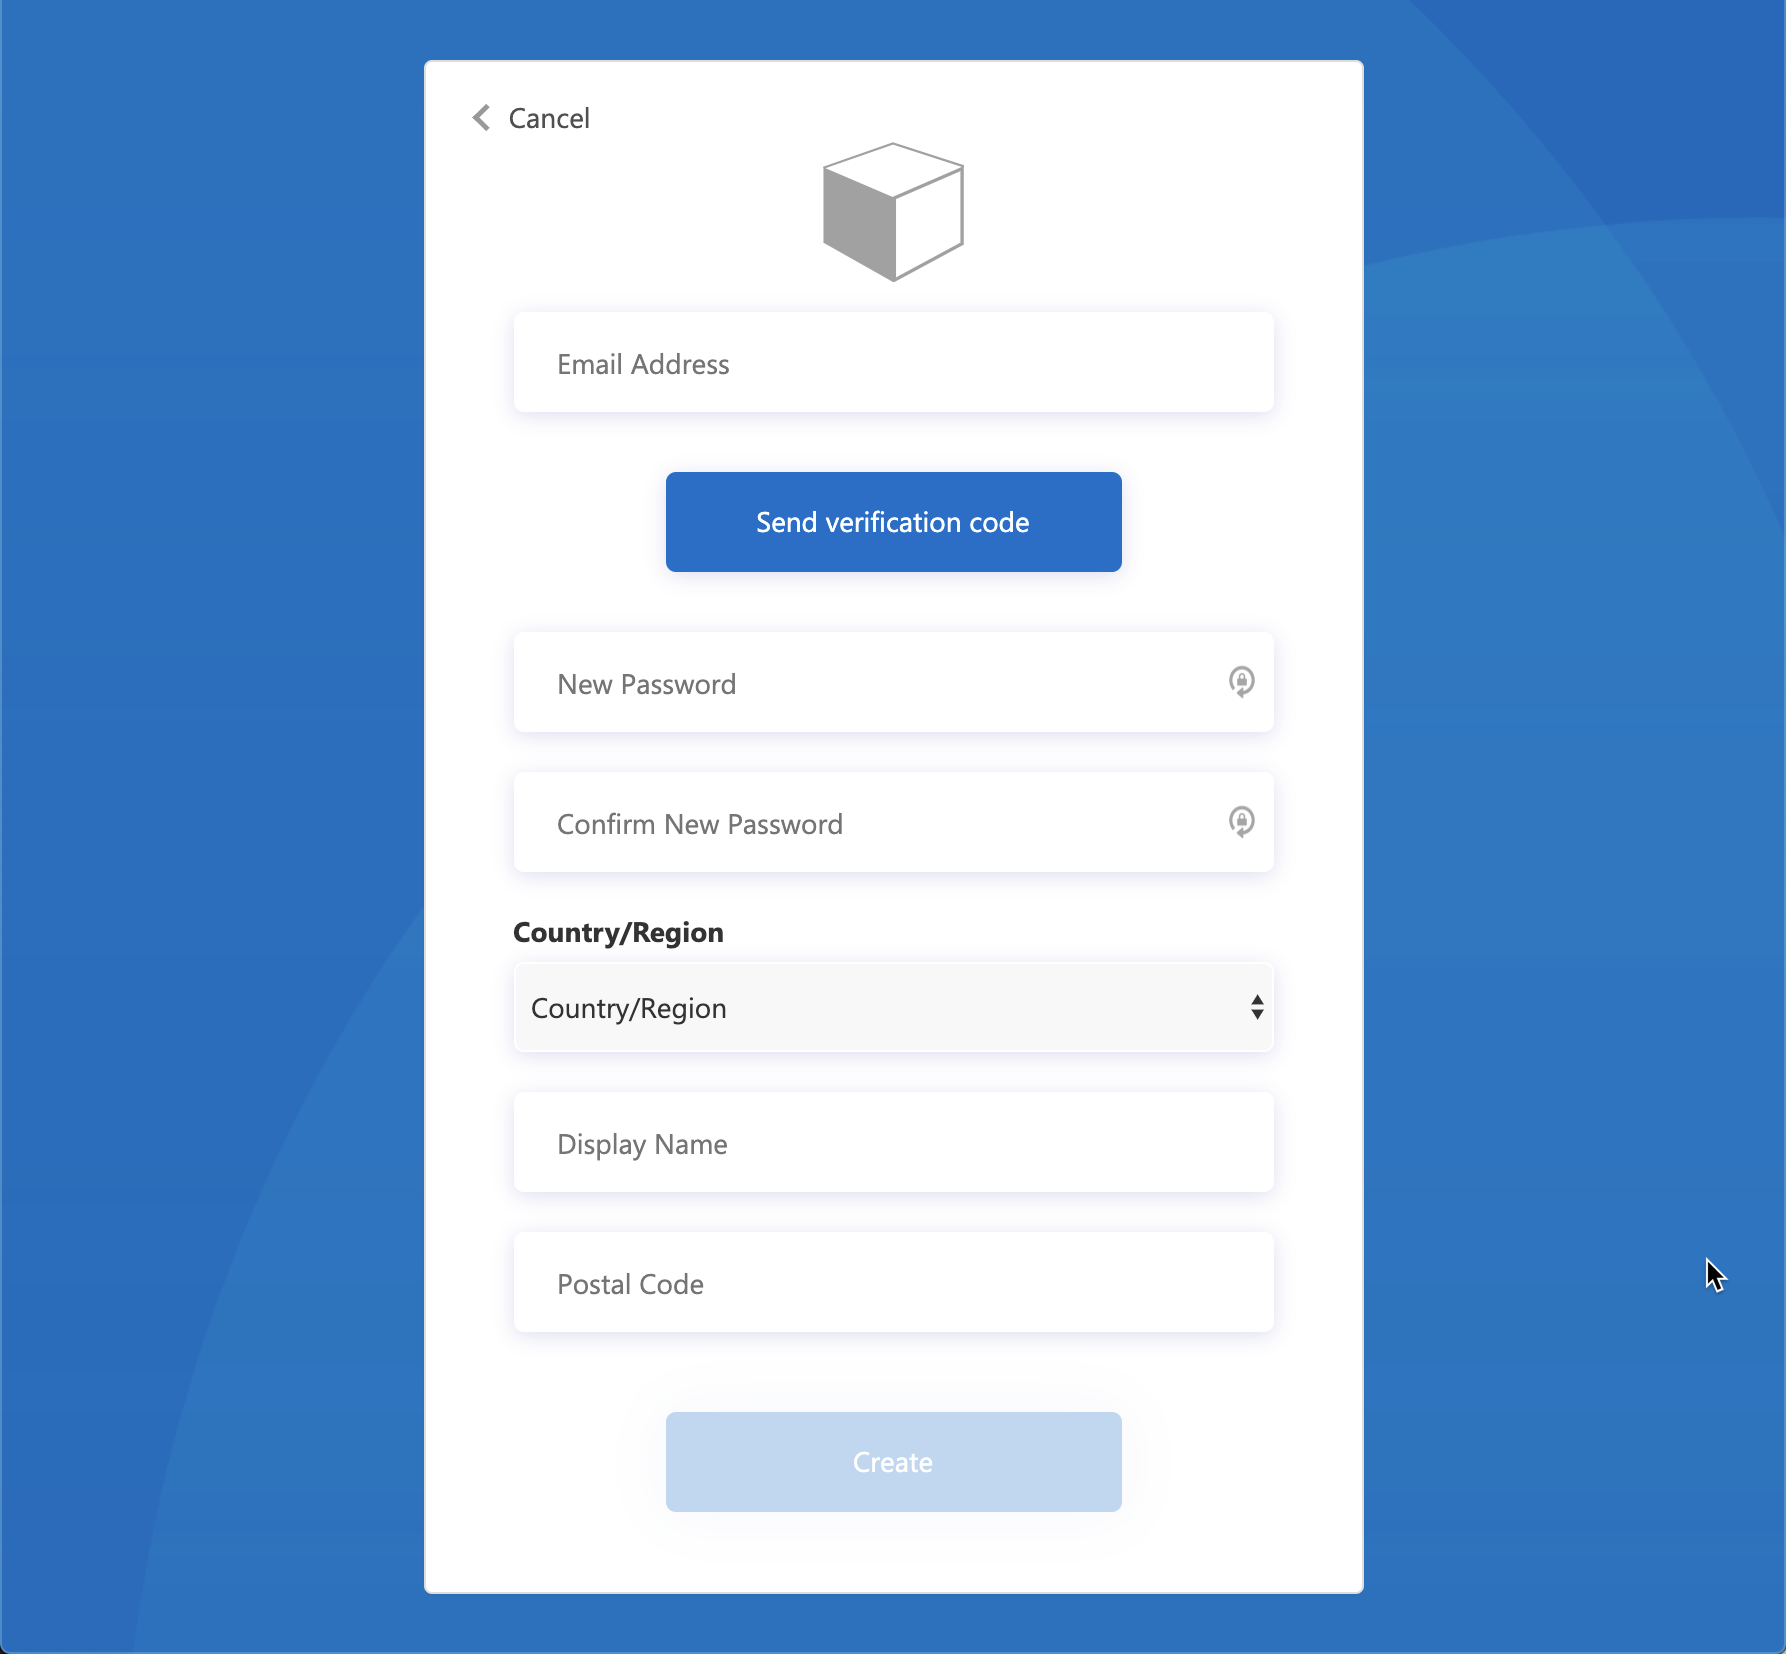 Cancel
Email Address
Send verification code
New Password
Confirm New Password
Country/Region
Country/Region
Display Name
Postal Code
Create